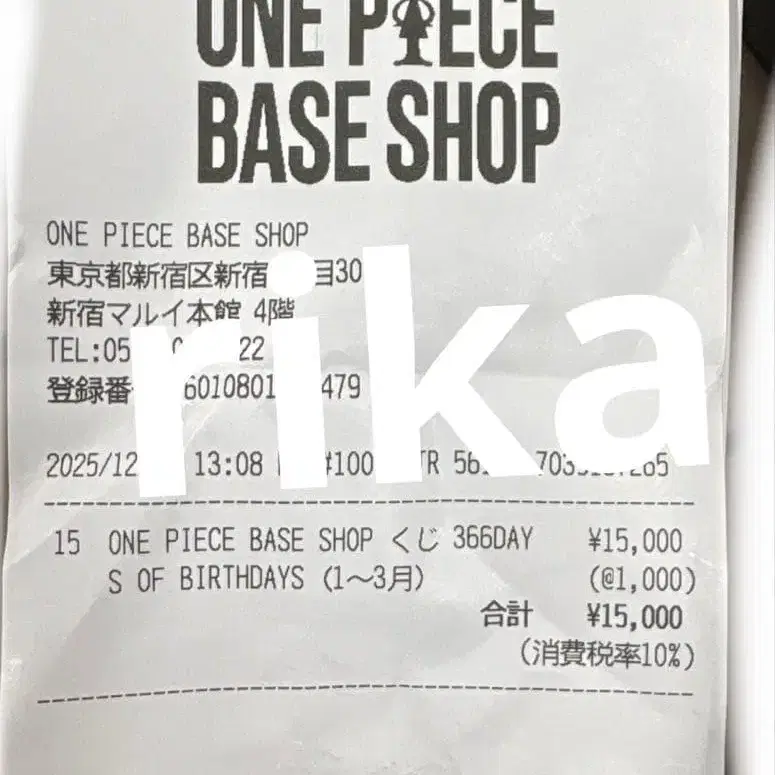 ONE PIECE
BASE SHOP
ONE PIECE BASE SHOP
東京都新宿区新宿 目30
新宿マルイ本館 4階
TEL:05 0 22
登録番 601080 479
2025/12 13:08 #100 TR 56
rika
15 ONE PIECE BASE SHOP くじ 366DAY ¥15,000
S OF BIRTHDAYS (1〜3月) (@1,000)
合計 ¥15,000
(消費税率10%)